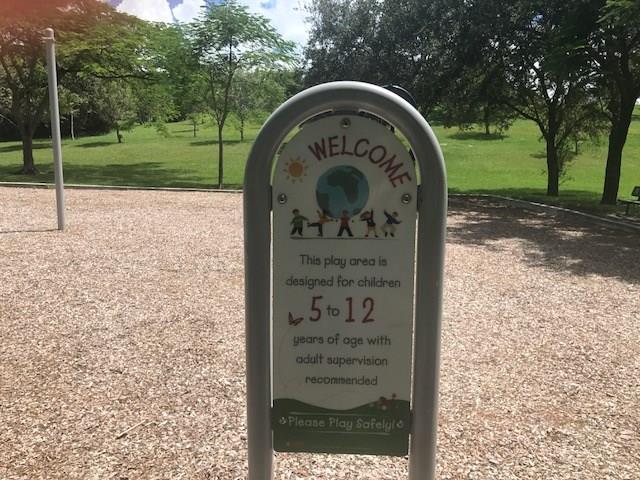 WELCOME
This play area is
designed for children
5 to 12
years of age with
adult supervision
recommended
Please Play Safely!